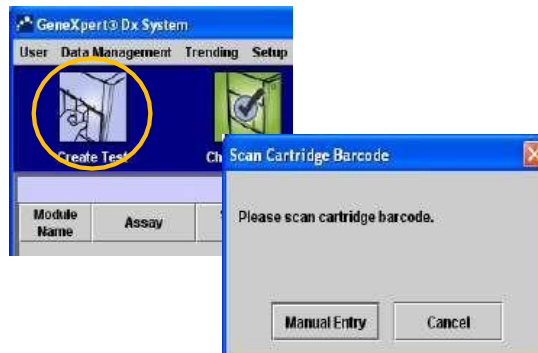 GeneXpert® Dx System
User Data Management Trending Setup
Create Test
Module Name
Assay
Scan Cartridge Barcode
Please scan cartridge barcode.
Manual Entry Cancel